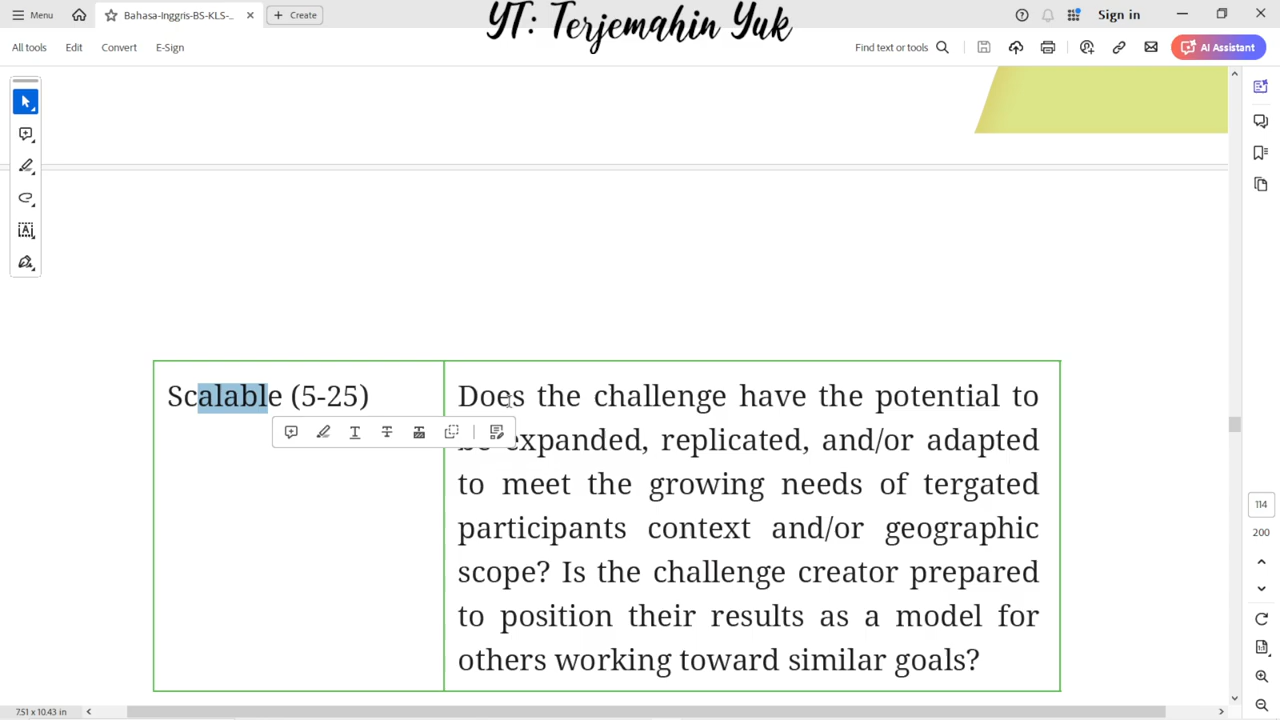 Menu
Bahasa-Inggris-BS-KLS-...
Create
YT: Terjemahin Yuk
Sign in
All tools
Edit
Convert
E-Sign
Find text or tools
AI Assistant
Scalable (5-25)
Does the challenge have the potential to
be expanded, replicated, and/or adapted
to meet the growing needs of tergated
participants context and/or geographic
scope? Is the challenge creator prepared
to position their results as a model for
others working toward similar goals?
114
200
7.51 x 10.43 in